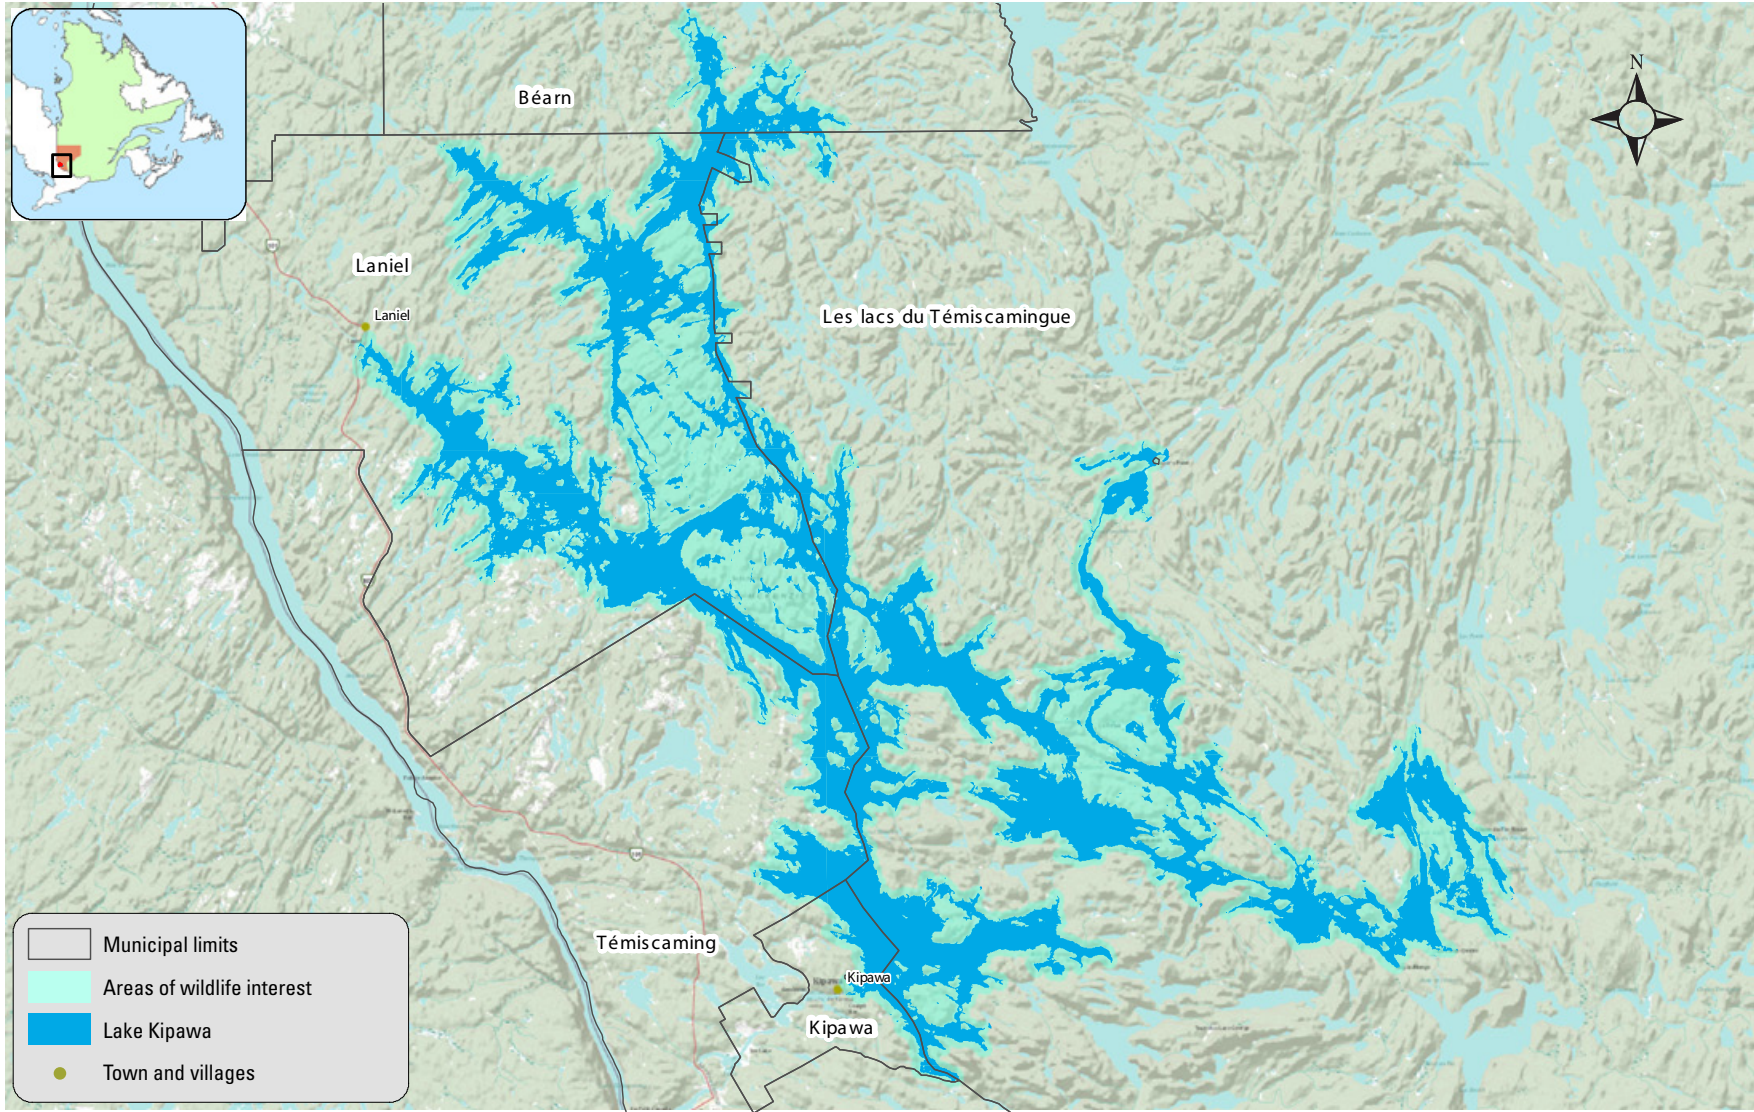 N
Béarn
Laniel
Laniel
Les lacs du Témiscamingue
Témiscaming
Kipawa
Kipawa
Municipal limits
Areas of wildlife interest
Lake Kipawa
Town and villages